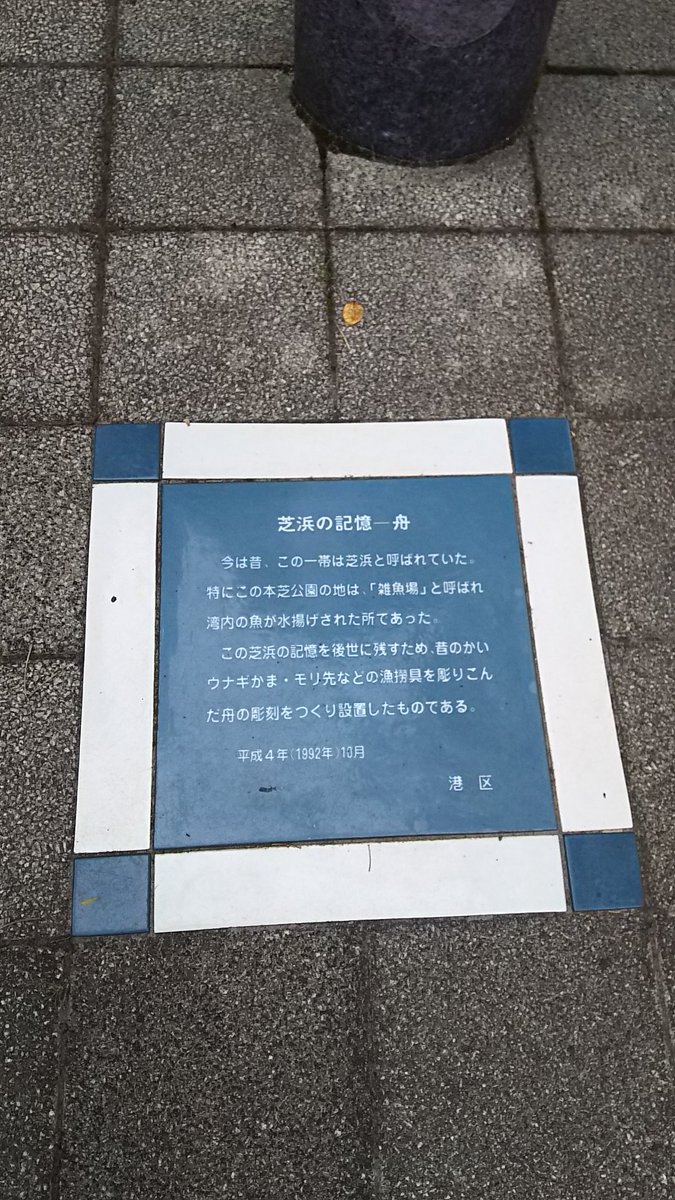 芝浜の記憶―舟
今は昔、この一帯は芝浜と呼ばれていた。
特にこの本芝公園の地は、「雑魚場」と呼ばれ
湾内の魚が水揚げされた所であった。
この芝浜の記憶を後世に残すため、昔のかい
ウナギかま・モリ先などの漁撈具を彫りこん
だ舟の彫刻をつくり設置したものである。
平成4年(1992年)10月
港区